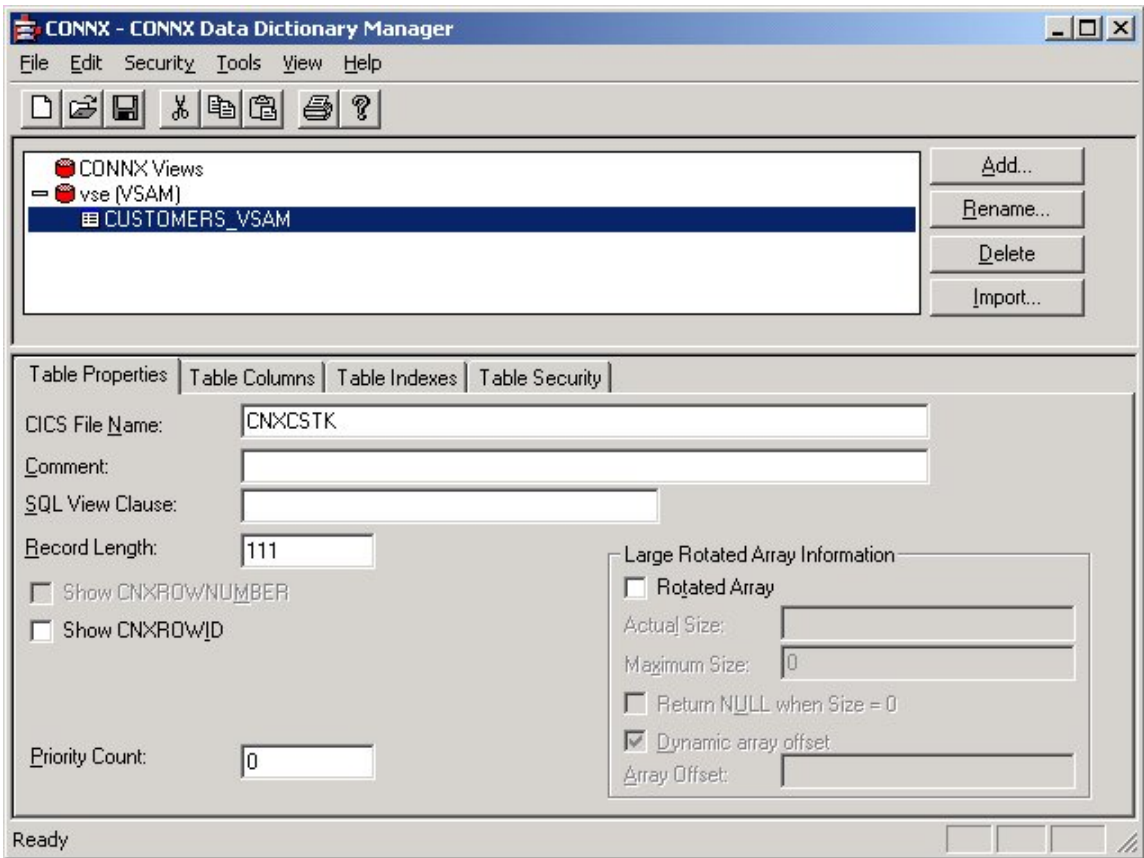 CONNX - CONNX Data Dictionary Manager
File Edit Security Tools View Help
CONNX Views
vse (VSAM)
CUSTOMERS_VSAM
Add...
Rename...
Delete
Import...
Table Properties Table Columns Table Indexes Table Security
CICS File Name: CNXCSTK
Comment:
SQL View Clause:
Record Length: 111
Show CNXROWNUMBER
Show CNXROWID
Priority Count: 0
Large Rotated Array Information
Rotated Array
Actual Size:
Maximum Size: 0
Return NULL when Size = 0
Dynamic array offset
Array Offset:
Ready